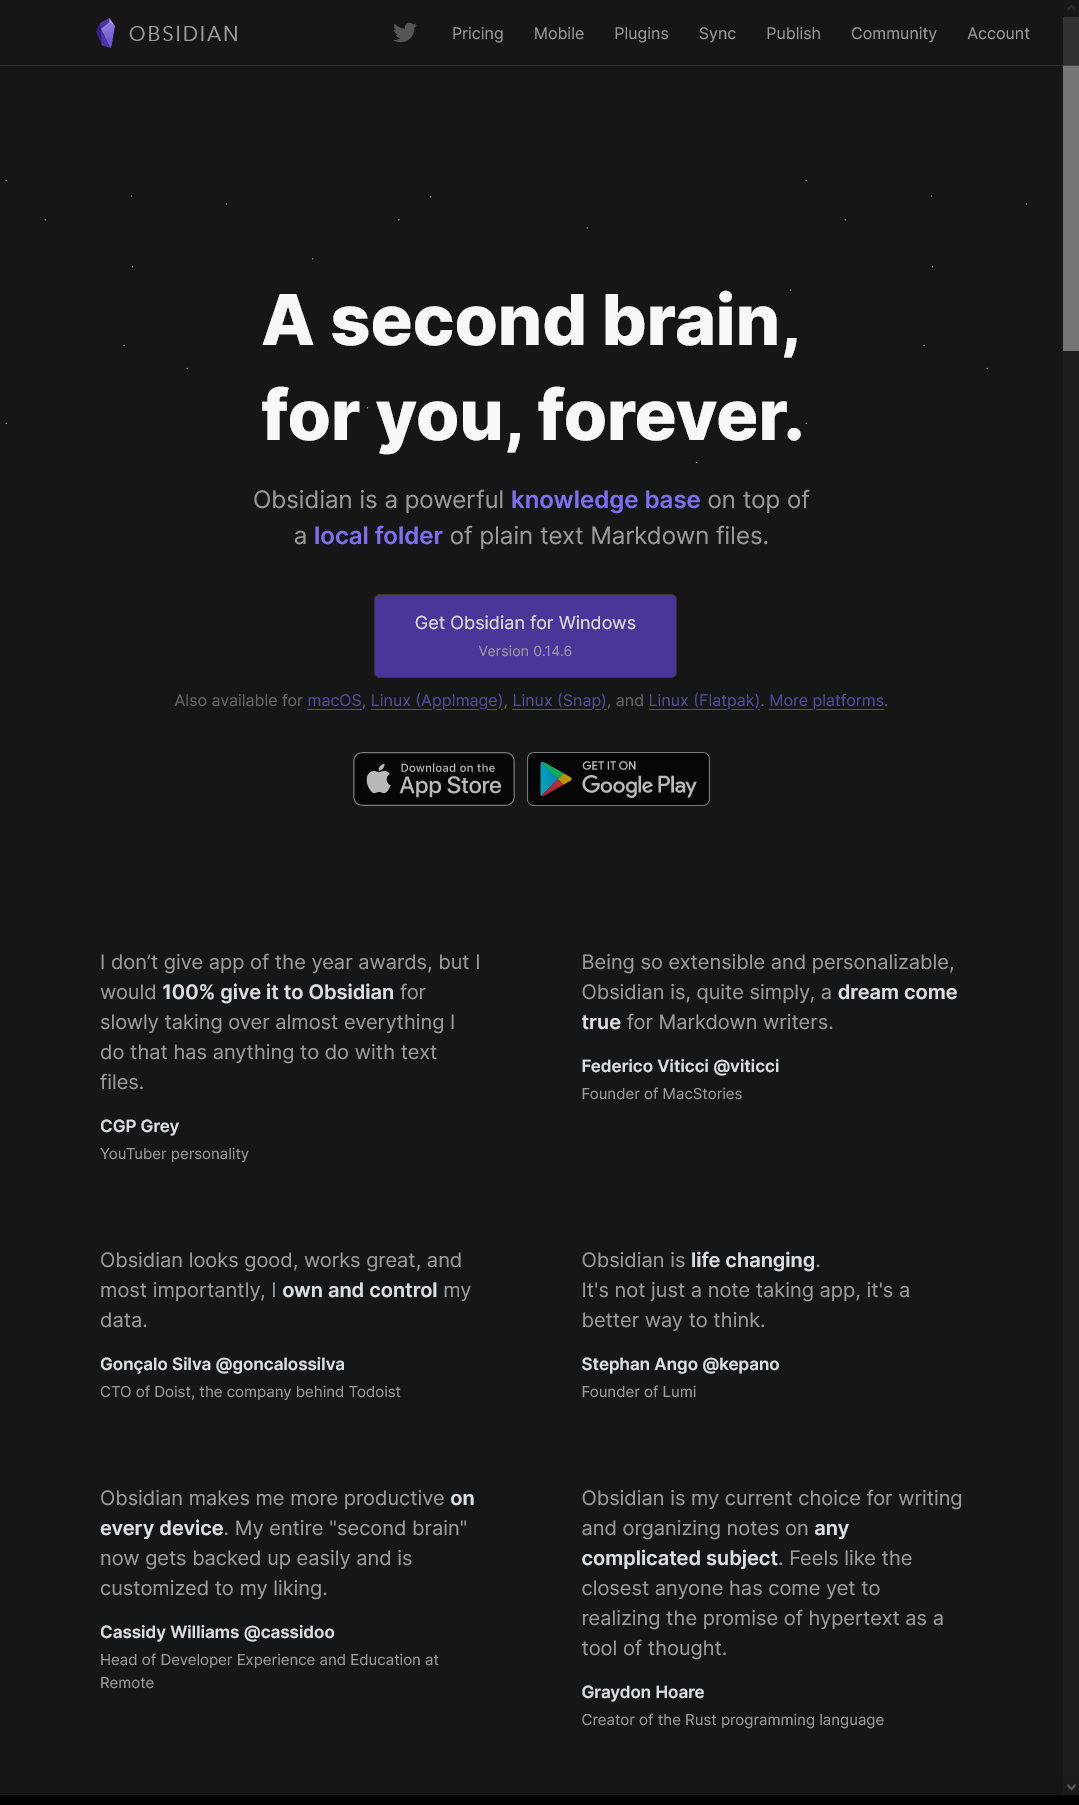 OBSIDIAN
Pricing Mobile Plugins Sync Publish Community Account
A second brain,
for you, forever.
Obsidian is a powerful knowledge base on top of
a local folder of plain text Markdown files.
Get Obsidian for Windows
Version 0.14.6
Also available for macOS, Linux (AppImage), Linux (Snap), and Linux (Flatpak). More platforms.
Download on the
App Store
GET IT ON
Google Play
I don’t give app of the year awards, but I
would 100% give it to Obsidian for
slowly taking over almost everything I
do that has anything to do with text
files.
CGP Grey
YouTuber personality
Being so extensible and personalizable,
Obsidian is, quite simply, a dream come
true for Markdown writers.
Federico Viticci @viticci
Founder of MacStories
Obsidian looks good, works great, and
most importantly, I own and control my
data.
Gonçalo Silva @goncalossilva
CTO of Doist, the company behind Todoist
Obsidian is life changing.
It's not just a note taking app, it's a
better way to think.
Stephan Ango @kepano
Founder of Lumi
Obsidian makes me more productive on
every device. My entire "second brain"
now gets backed up easily and is
customized to my liking.
Cassidy Williams @cassidoo
Head of Developer Experience and Education at
Remote
Obsidian is my current choice for writing
and organizing notes on any
complicated subject. Feels like the
closest anyone has come yet to
realizing the promise of hypertext as a
tool of thought.
Graydon Hoare
Creator of the Rust programming language